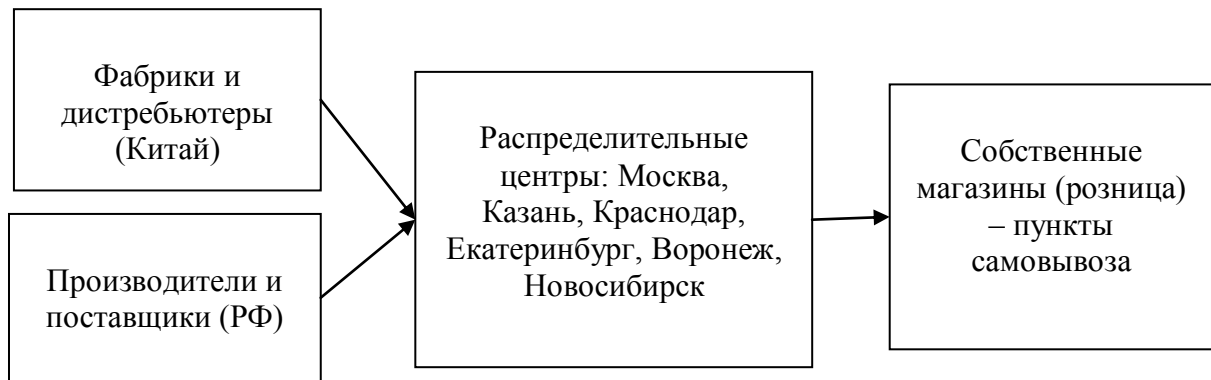 Фабрики и
дистребьютеры
(Китай)
Производители и
поставщики (РФ)
Распределительные
центры: Москва,
Казань, Краснодар,
Екатеринбург, Воронеж,
Новосибирск
Собственные
магазины (розница)
– пункты
самовывоза